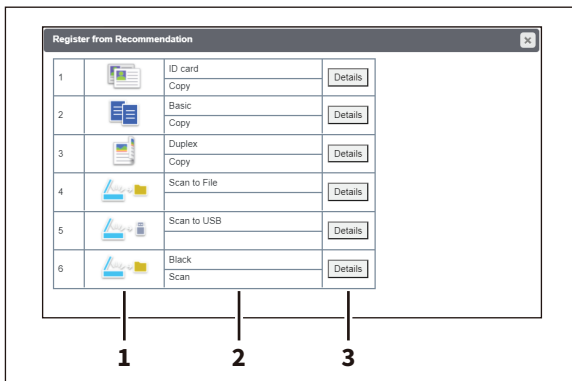 Register from Recommendation
1
ID card
Copy
Details
2
Basic
Copy
Details
3
Duplex
Copy
Details
4
Scan to File
Details
5
Scan to USB
Details
6
Black
Scan
Details
1 2 3